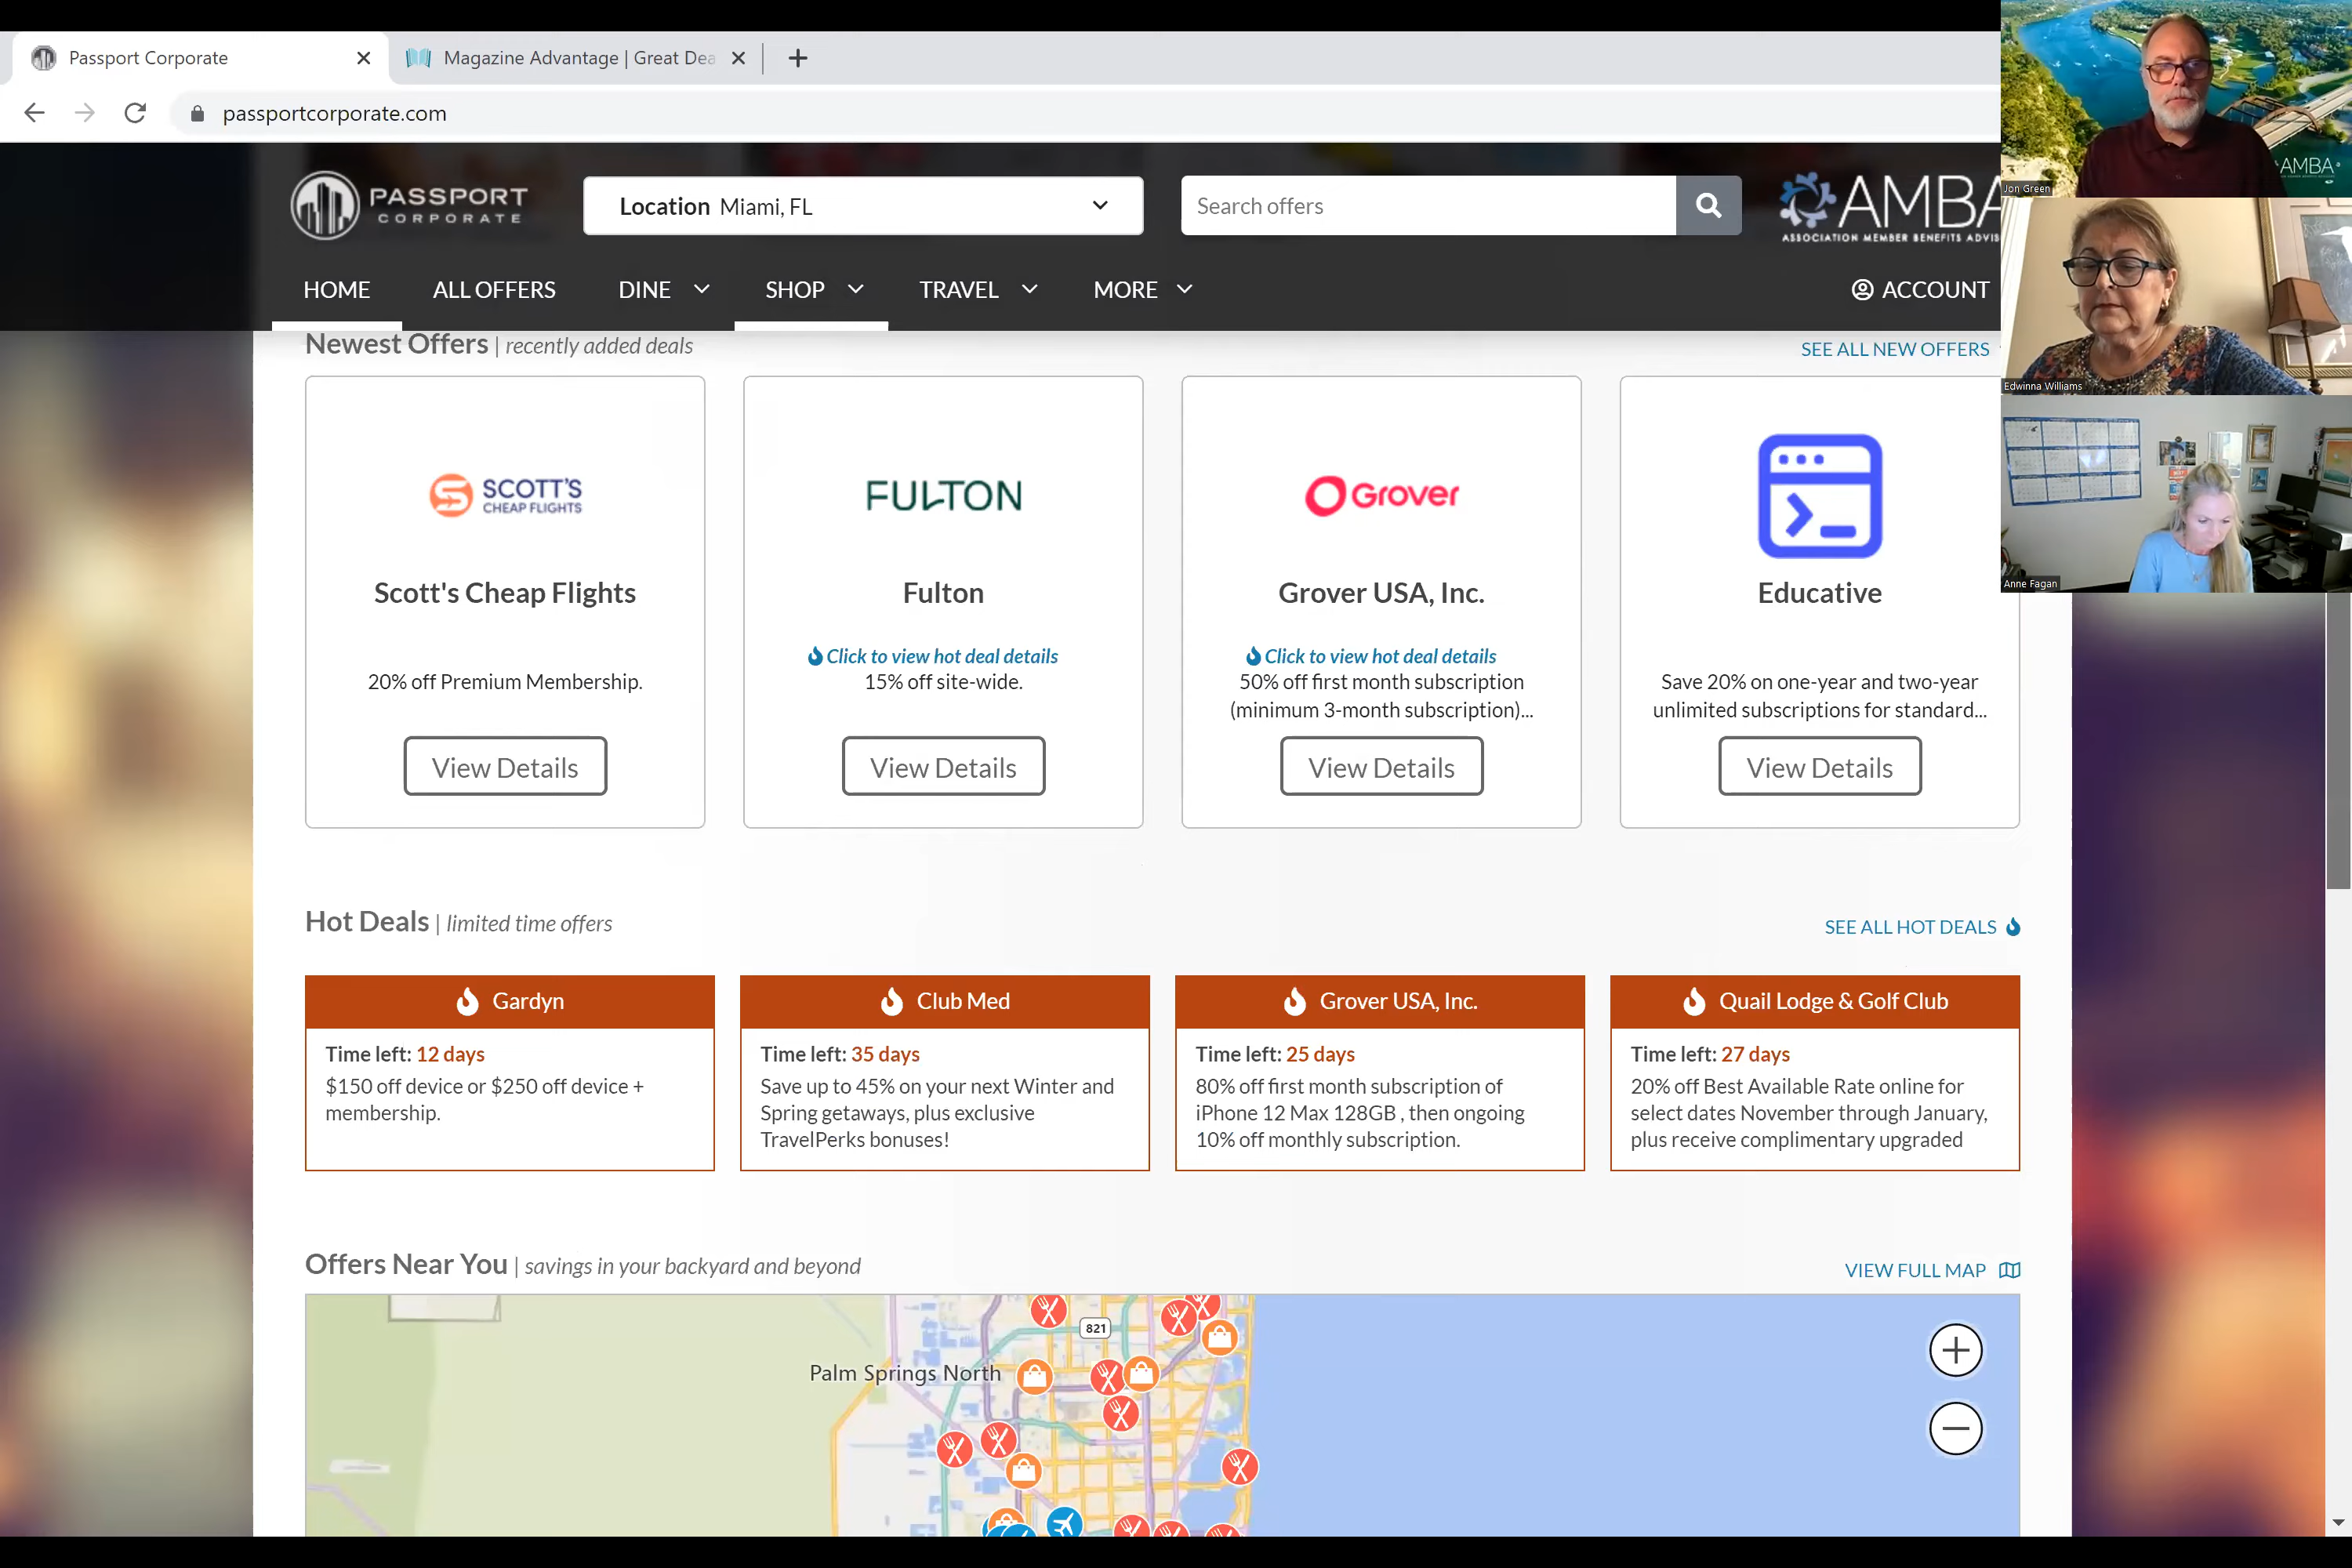 Passport Corporate
Magazine Advantage | Great Dea
passportcorporate.com
PASSPORT
CORPORATE
Location Miami, FL
Search offers
AMBA
ASSOCIATION MEMBER BENEFITS ADVIS
HOME
ALL OFFERS
DINE
SHOP
TRAVEL
MORE
ACCOUNT
AMBA
Jon Green
Edwinna Williams
Anne Fagan
Newest Offers | recently added deals
SEE ALL NEW OFFERS
SCOTT'S
CHEAP FLIGHTS
Scott's Cheap Flights
20% off Premium Membership.
View Details
FULTON
Fulton
Click to view hot deal details
15% off site-wide.
View Details
Grover
Grover USA, Inc.
Click to view hot deal details
50% off first month subscription
(minimum 3-month subscription)...
View Details
Educative
Save 20% on one-year and two-year
unlimited subscriptions for standard...
View Details
Hot Deals | limited time offers
SEE ALL HOT DEALS
Gardyn
Time left: 12 days
$150 off device or $250 off device +
membership.
Club Med
Time left: 35 days
Save up to 45% on your next Winter and
Spring getaways, plus exclusive
TravelPerks bonuses!
Grover USA, Inc.
Time left: 25 days
80% off first month subscription of
iPhone 12 Max 128GB , then ongoing
10% off monthly subscription.
Quail Lodge & Golf Club
Time left: 27 days
20% off Best Available Rate online for
select dates November through January,
plus receive complimentary upgraded
Offers Near You | savings in your backyard and beyond
VIEW FULL MAP
821
Palm Springs North